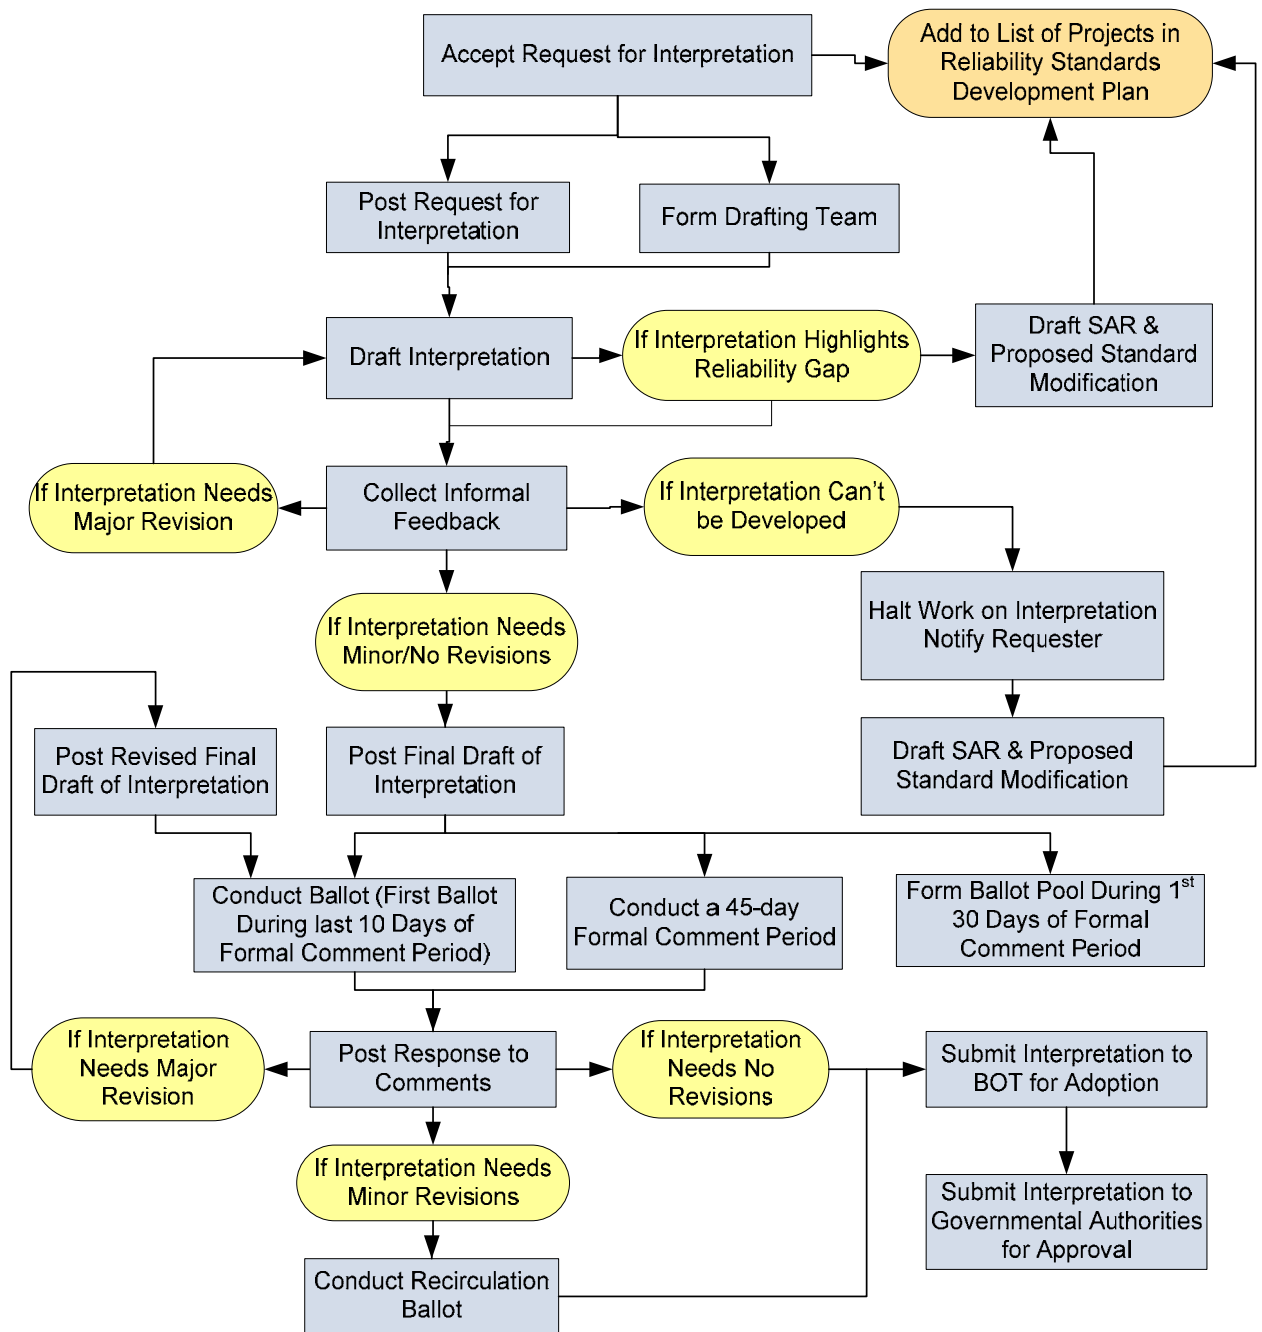 Accept Request for Interpretation
Add to List of Projects in
Reliability Standards
Development Plan
Post Request for
Interpretation
Form Drafting Team
Draft Interpretation
If Interpretation Highlights
Reliability Gap
Draft SAR &
Proposed Standard
Modification
If Interpretation Needs
Major Revision
Collect Informal
Feedback
If Interpretation Can't
be Developed
Halt Work on Interpretation
Notify Requester
If Interpretation Needs
Minor/No Revisions
Post Revised Final
Draft of Interpretation
Post Final Draft of
Interpretation
Draft SAR & Proposed
Standard Modification
Conduct Ballot (First Ballot
During last 10 Days of
Formal Comment Period)
Conduct a 45-day
Formal Comment Period
Form Ballot Pool During 1st
30 Days of Formal
Comment Period
If Interpretation
Needs Major
Revision
Post Response to
Comments
If Interpretation
Needs No
Revisions
Submit Interpretation to
BOT for Adoption
If Interpretation Needs
Minor Revisions
Submit Interpretation to
Governmental Authorities
for Approval
Conduct Recirculation
Ballot